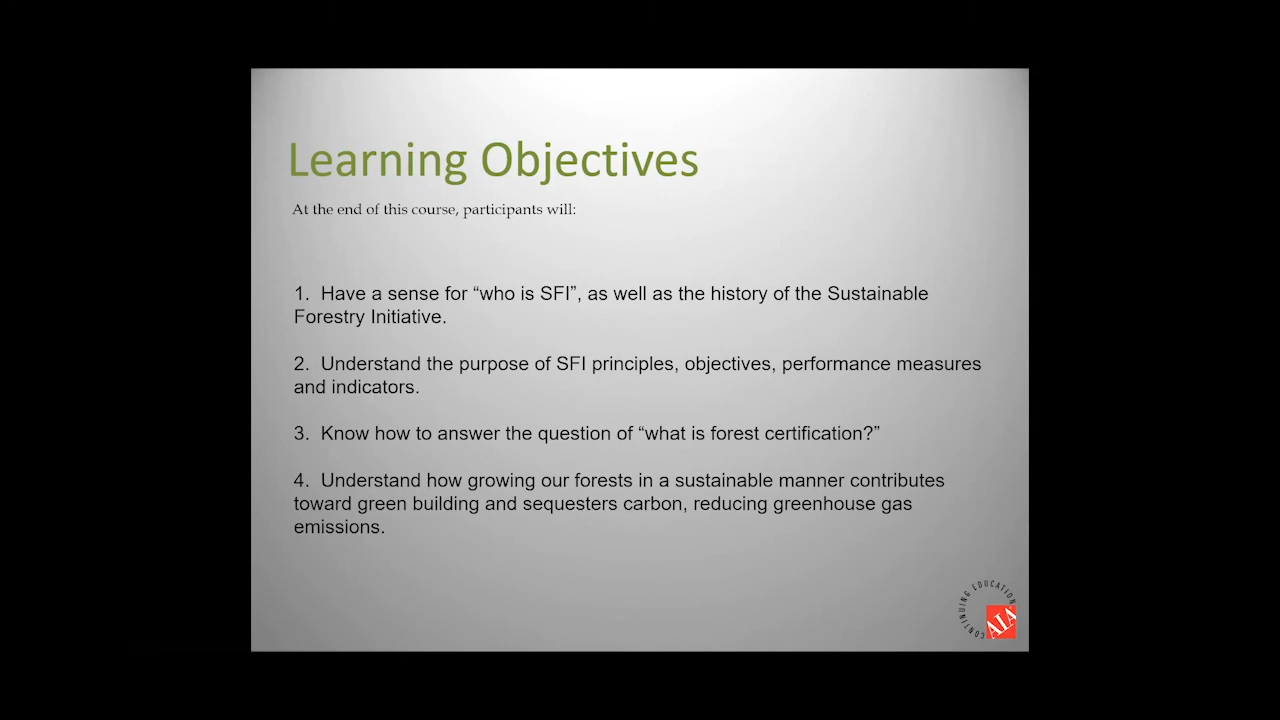 Learning Objectives
At the end of this course, participants will:
1.  Have a sense for “who is SFI”, as well as the history of the Sustainable
Forestry Initiative.
2.  Understand the purpose of SFI principles, objectives, performance measures
and indicators.
3.  Know how to answer the question of “what is forest certification?”
4.  Understand how growing our forests in a sustainable manner contributes
toward green building and sequesters carbon, reducing greenhouse gas
emissions.
CONTINUING EDUCATION
AIA